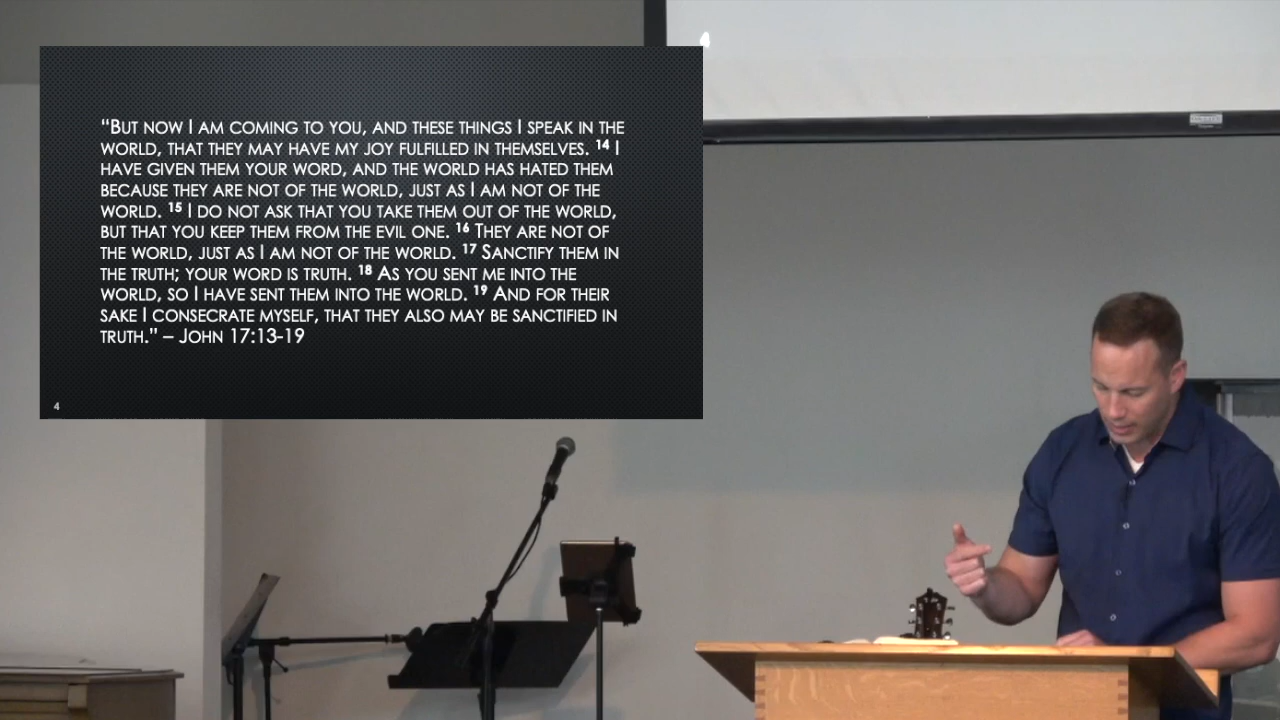 “BUT NOW I AM COMING TO YOU, AND THESE THINGS I SPEAK IN THE
WORLD, THAT THEY MAY HAVE MY JOY FULFILLED IN THEMSELVES. 14 I
HAVE GIVEN THEM YOUR WORD, AND THE WORLD HAS HATED THEM
BECAUSE THEY ARE NOT OF THE WORLD, JUST AS I AM NOT OF THE
WORLD. 15 I DO NOT ASK THAT YOU TAKE THEM OUT OF THE WORLD,
BUT THAT YOU KEEP THEM FROM THE EVIL ONE. 16 THEY ARE NOT OF
THE WORLD, JUST AS I AM NOT OF THE WORLD. 17 SANCTIFY THEM IN
THE TRUTH; YOUR WORD IS TRUTH. 18 AS YOU SENT ME INTO THE
WORLD, SO I HAVE SENT THEM INTO THE WORLD. 19 AND FOR THEIR
SAKE I CONSECRATE MYSELF, THAT THEY ALSO MAY BE SANCTIFIED IN
TRUTH.” – JOHN 17:13-19
4
4